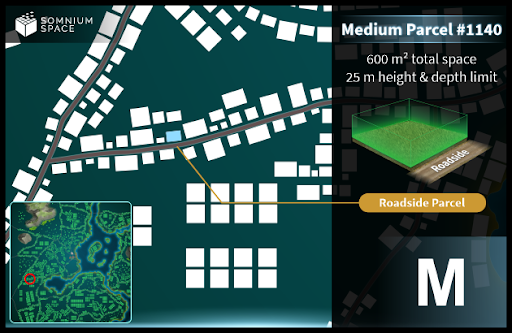 SOMNIUM
SPACE
Medium Parcel #1140
600 m² total space
25 m height & depth limit
Roadside
Roadside Parcel
M